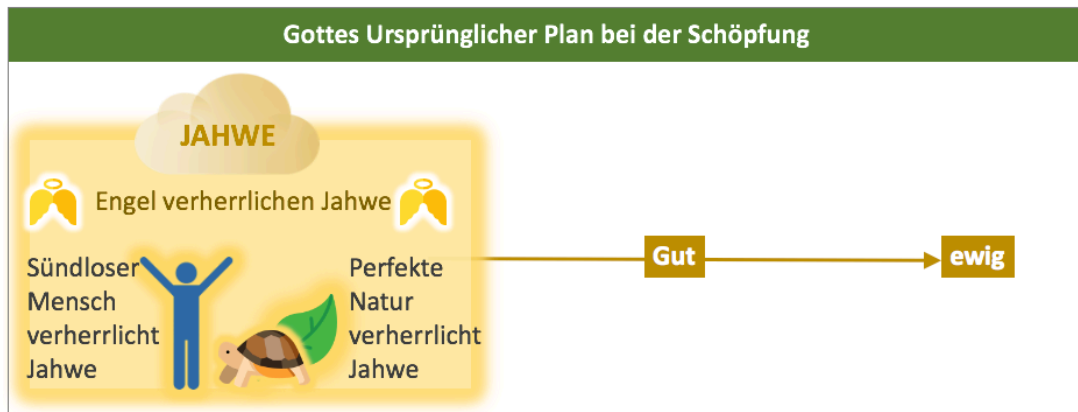 Gottes Ursprünglicher Plan bei der Schöpfung
JAHWE
Engel verherrlichen Jahwe
Sündloser
Mensch
verherrlicht
Jahwe
Perfekte
Natur
verherrlicht
Jahwe
Gut
ewig